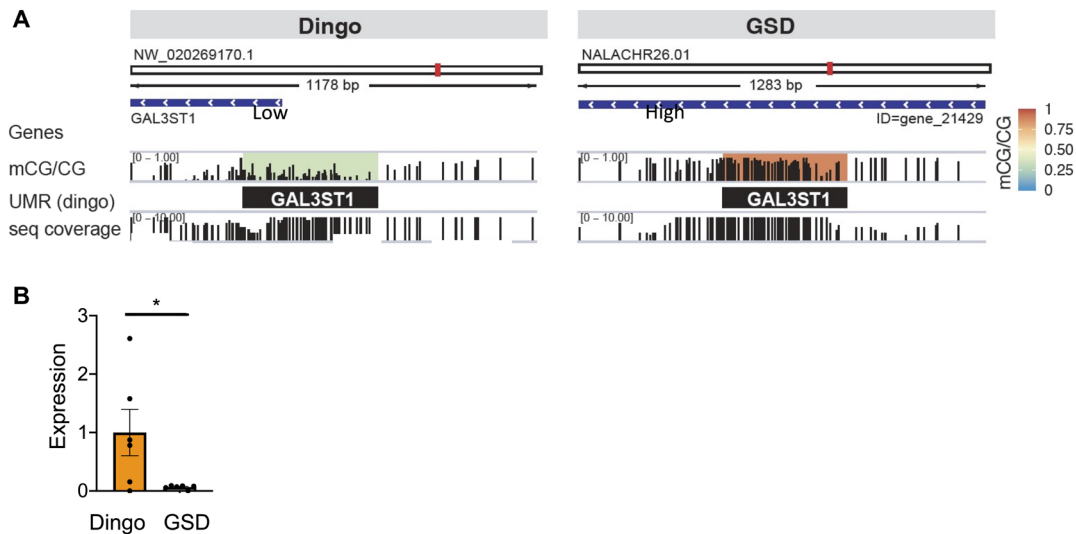 A
Dingo
GSD
NW_020269170.1
NALACHR26.01
1178 bp
1283 bp
GAL3ST1
Low
High
ID=gene_21429
Genes
mCG/CG
[0 – 1.00]
[0 – 1.00]
UMR (dingo)
GAL3ST1
GAL3ST1
seq coverage
[0 – 10.00]
[0 – 10.00]
mCG/CG
1
0.75
0.50
0.25
0
B
*
Expression
3
2
1
0
Dingo
GSD